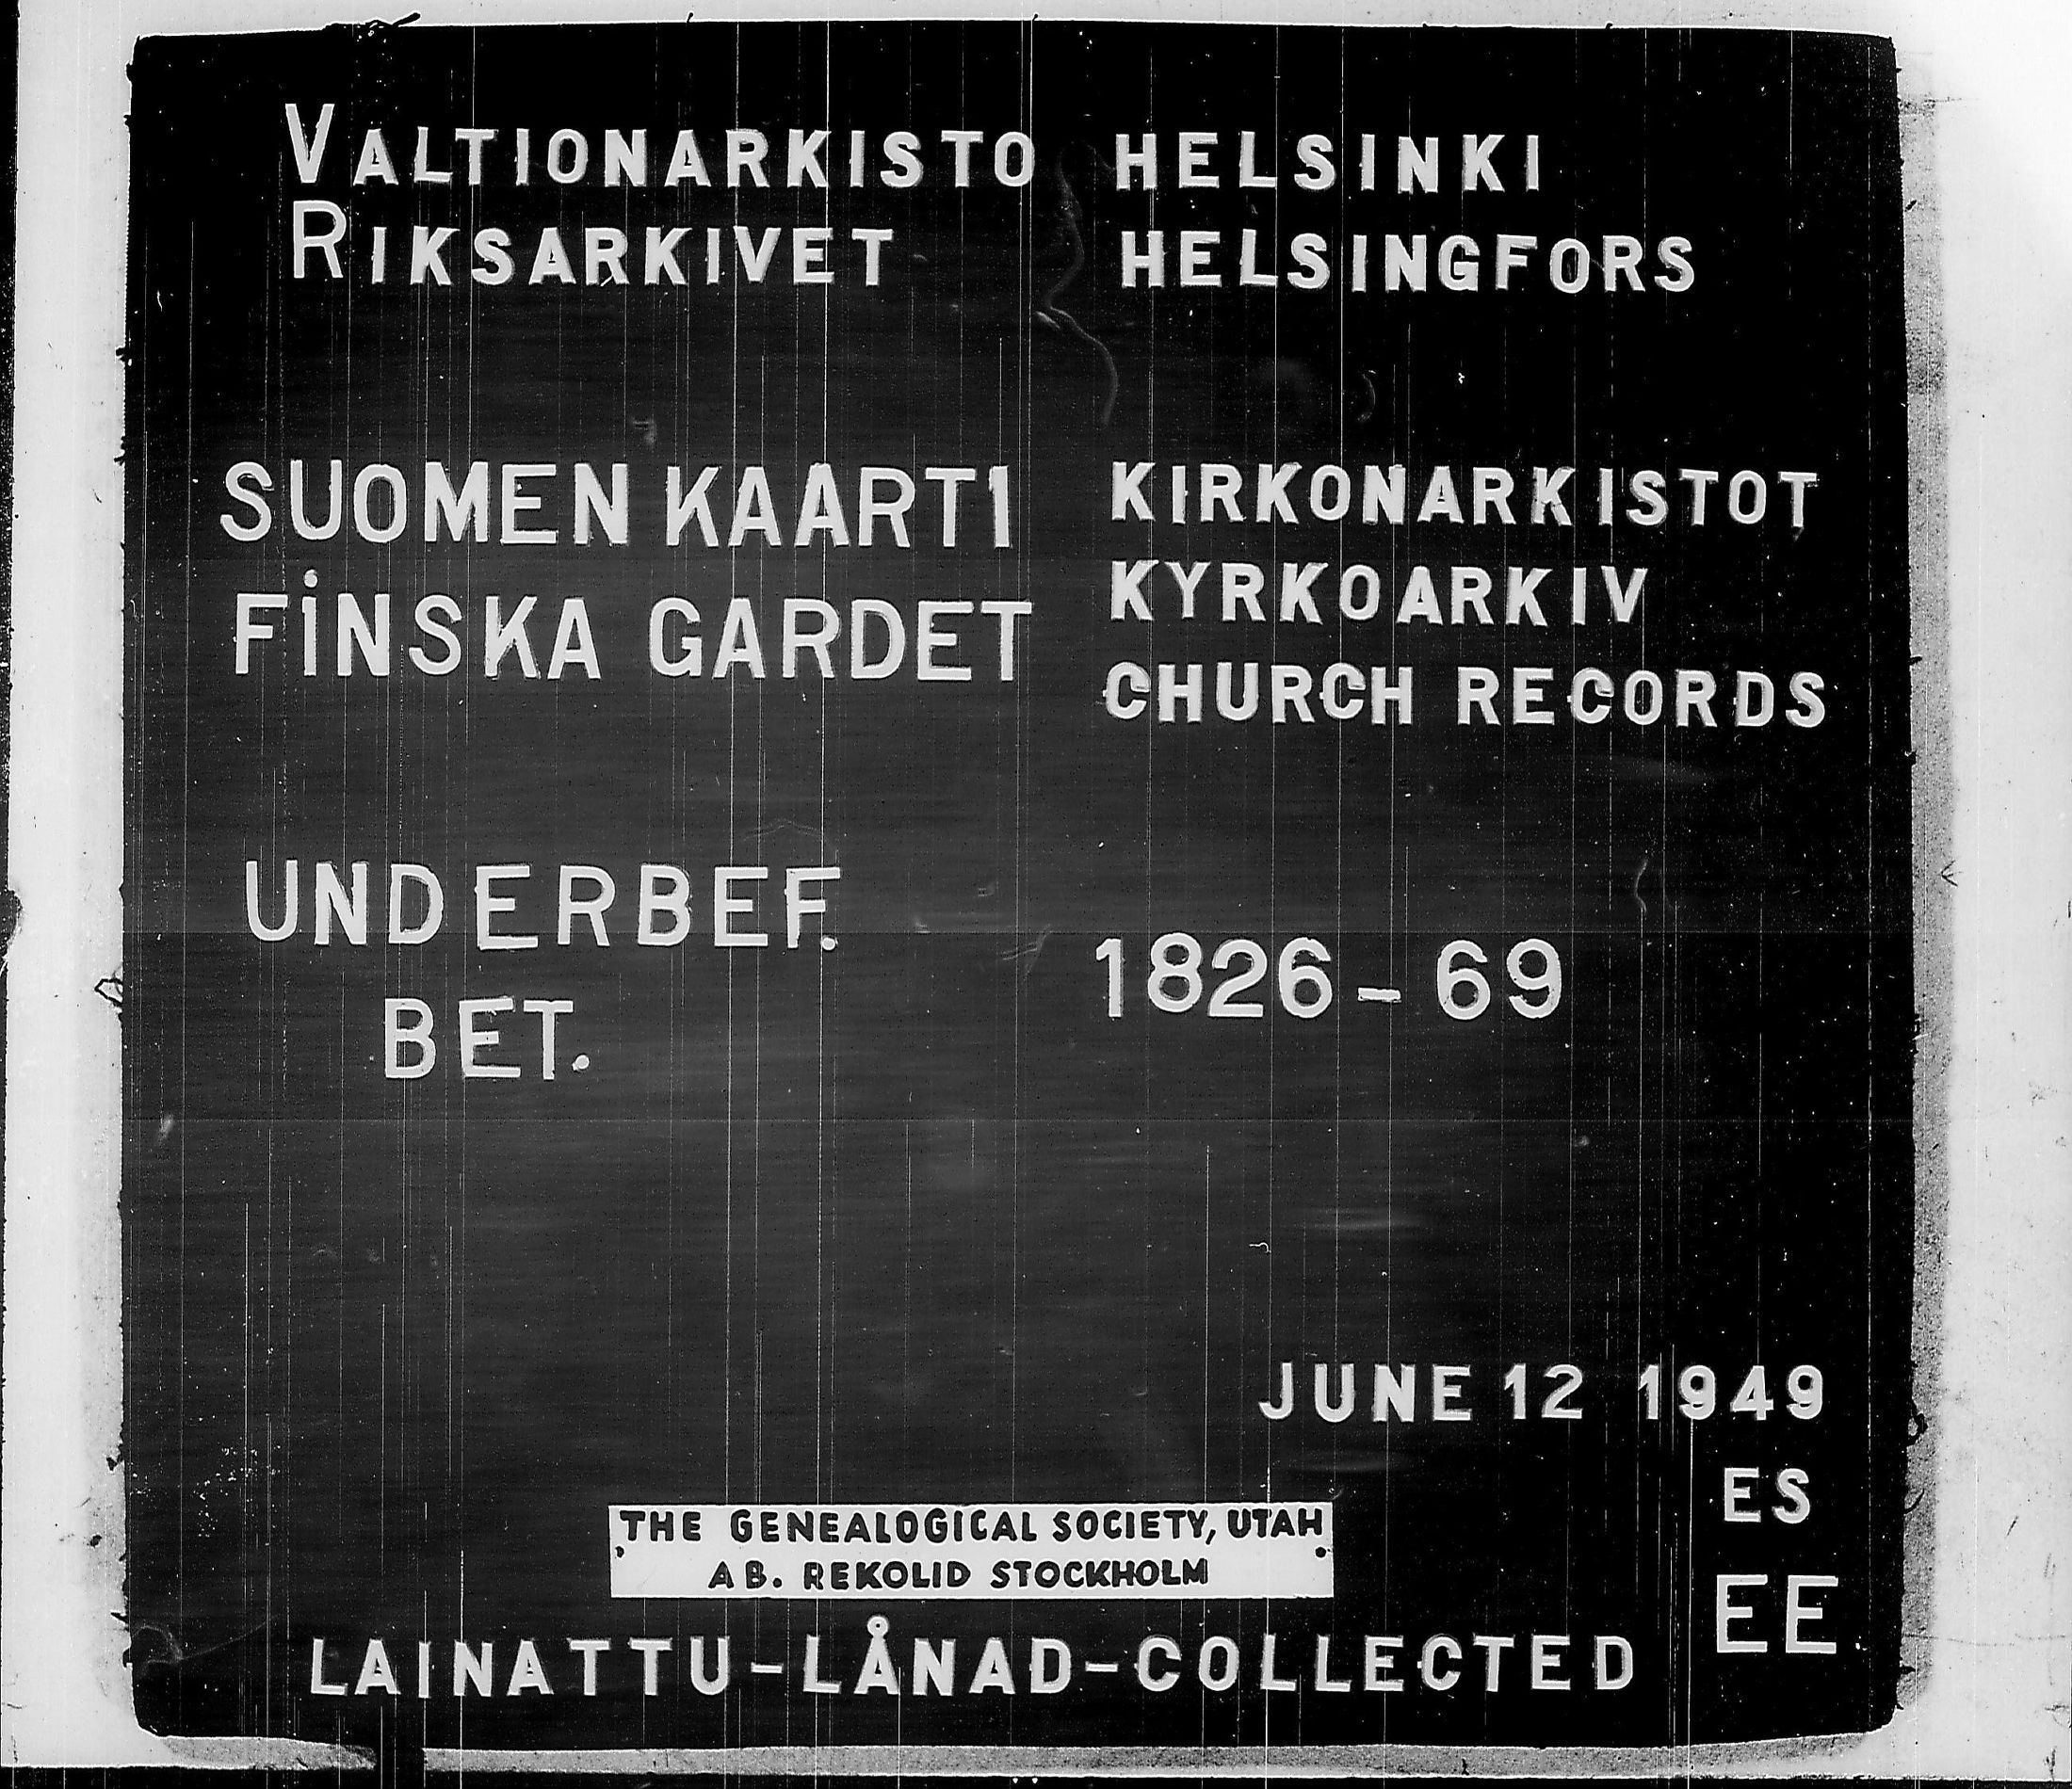 VALTIONARKISTO HELSINKI
RIKSARKIVET HELSINGFORS
SUOMEN KAARTI
FINSKA GARDET
KIRKONARKISTOT
KYRKOARKIV
CHURCH RECORDS
UNDERBEF.
BET.
1826-69
JUNE 12 1949
ES
EE
THE GENEALOGICAL SOCIETY, UTAH
AB. REKOLID STOCKHOLM
LAINATTU-LÅNAD-COLLECTED